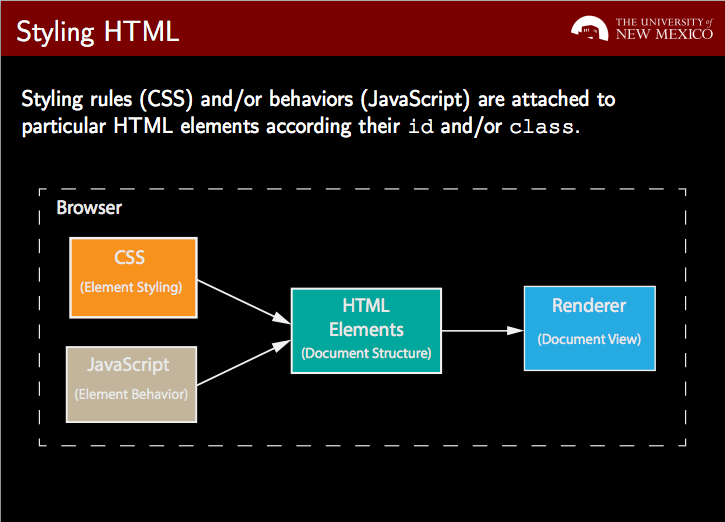 Styling HTML
THE UNIVERSITY of
NEW MEXICO
Styling rules (CSS) and/or behaviors (JavaScript) are attached to
particular HTML elements according their id and/or class.
Browser
CSS
(Element Styling)
JavaScript
(Element Behavior)
HTML
Elements
(Document Structure)
Renderer
(Document View)